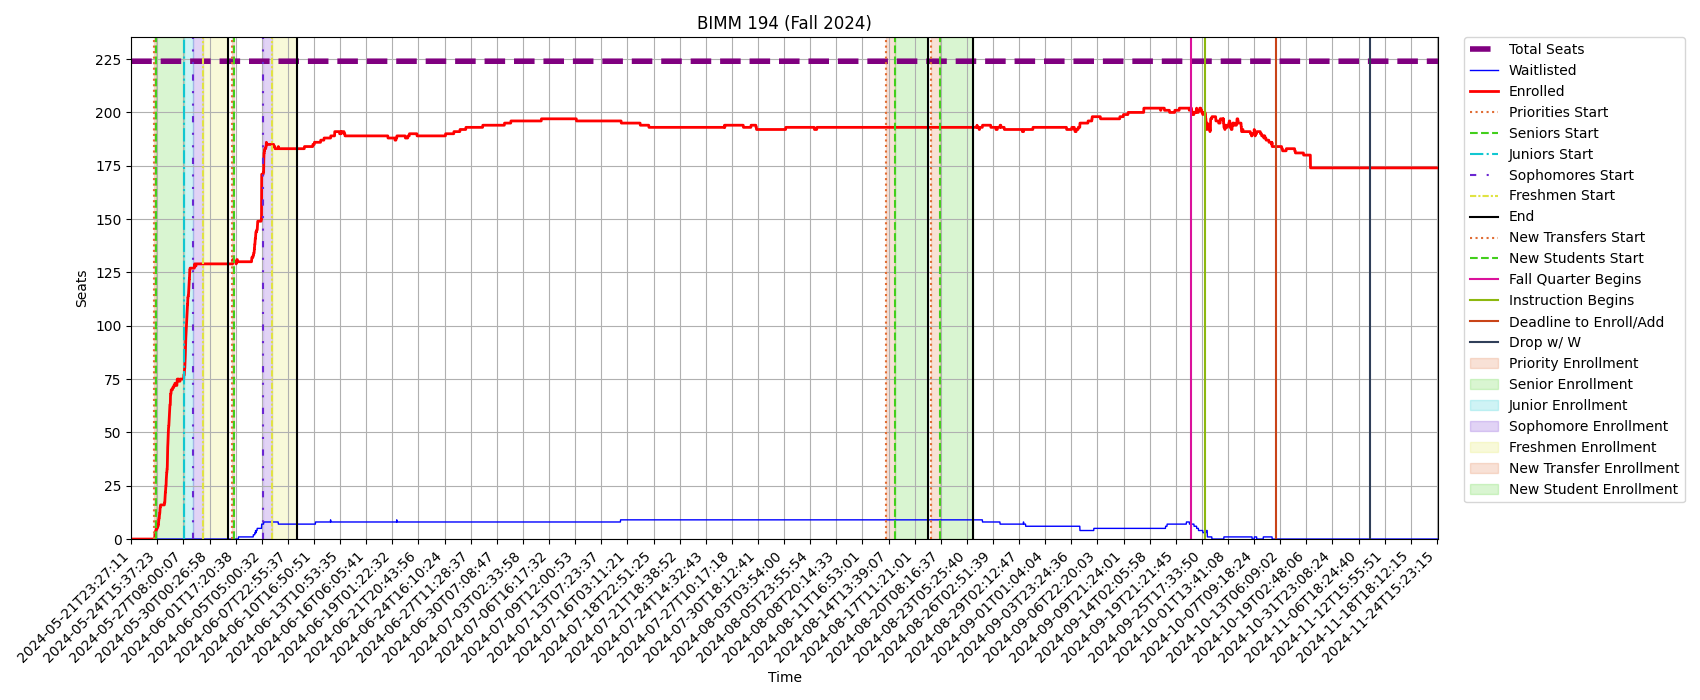 BIMM 194 (Fall 2024)
Seats
225
200
175
150
125
100
75
50
25
0
2024-05-21T23:27:11
2024-05-24T15:37:23
2024-05-27T08:00:07
2024-05-30T00:26:58
2024-06-01T17:20:38
2024-06-05T05:00:32
2024-06-07T22:55:37
2024-06-10T16:50:51
2024-06-13T10:53:35
2024-06-16T06:05:41
2024-06-19T01:22:32
2024-06-21T20:43:56
2024-06-24T16:10:24
2024-06-27T11:28:37
2024-06-30T07:08:47
2024-07-03T02:33:58
2024-07-06T16:17:32
2024-07-09T12:00:53
2024-07-13T07:23:37
2024-07-16T03:11:21
2024-07-18T22:51:25
2024-07-21T18:38:52
2024-07-24T14:32:43
2024-07-27T10:17:18
2024-07-30T18:12:41
2024-08-03T03:54:00
2024-08-05T23:55:54
2024-08-08T20:14:33
2024-08-11T16:53:01
2024-08-14T13:39:07
2024-08-17T11:21:01
2024-08-20T08:16:37
2024-08-23T05:25:40
2024-08-26T02:51:39
2024-08-29T02:12:47
2024-09-01T01:04:04
2024-09-03T23:24:36
2024-09-06T22:20:03
2024-09-09T21:24:01
2024-09-14T02:05:58
2024-09-19T21:21:45
2024-09-25T17:33:50
2024-10-01T13:41:08
2024-10-07T09:18:24
2024-10-13T06:09:02
2024-10-19T02:48:06
2024-10-31T23:08:24
2024-11-06T18:24:40
2024-11-12T15:55:51
2024-11-18T18:12:15
2024-11-24T15:23:15
Time
Total Seats
Waitlisted
Enrolled
Priorities Start
Seniors Start
Juniors Start
Sophomores Start
Freshmen Start
End
New Transfers Start
New Students Start
Fall Quarter Begins
Instruction Begins
Deadline to Enroll/Add
Drop w/ W
Priority Enrollment
Senior Enrollment
Junior Enrollment
Sophomore Enrollment
Freshmen Enrollment
New Transfer Enrollment
New Student Enrollment